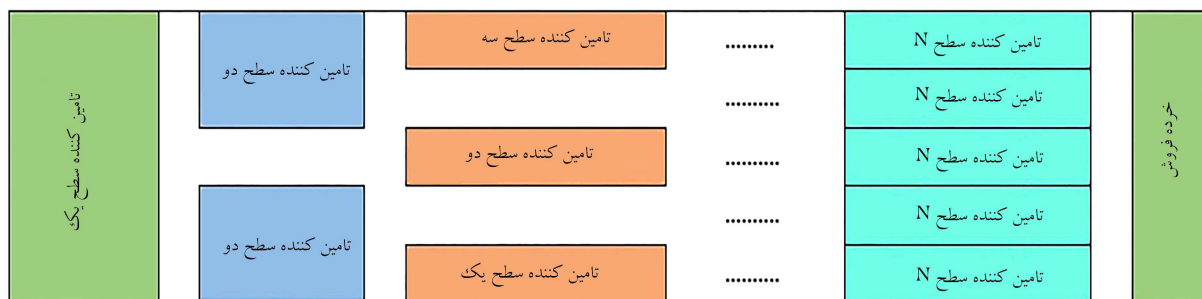 خرده فروش
تامین کننده سطح N
تامین کننده سطح N
تامین کننده سطح N
تامین کننده سطح N
تامین کننده سطح N
.........
..........
..........
..........
..........
تامین کننده سطح سه
تامین کننده سطح دو
تامین کننده سطح یک
تامین کننده سطح دو
تامین کننده سطح دو
تامین کننده سطح یک